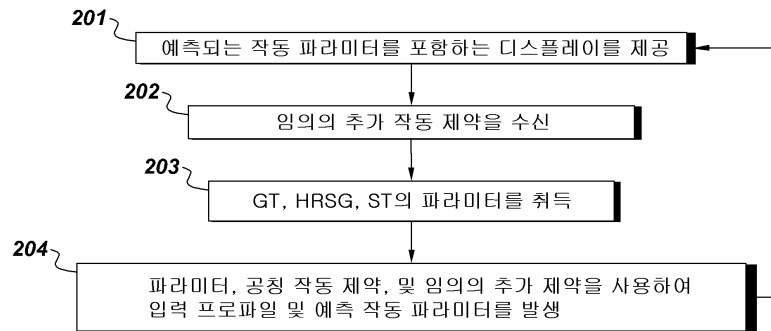 201
예측되는 작동 파라미터를 포함하는 디스플레이를 제공
202
임의의 추가 작동 제약을 수신
203
GT, HRSG, ST의 파라미터를 취득
204
파라미터, 공칭 작동 제약, 및 임의의 추가 제약을 사용하여
입력 프로파일 및 예측 작동 파라미터를 발생